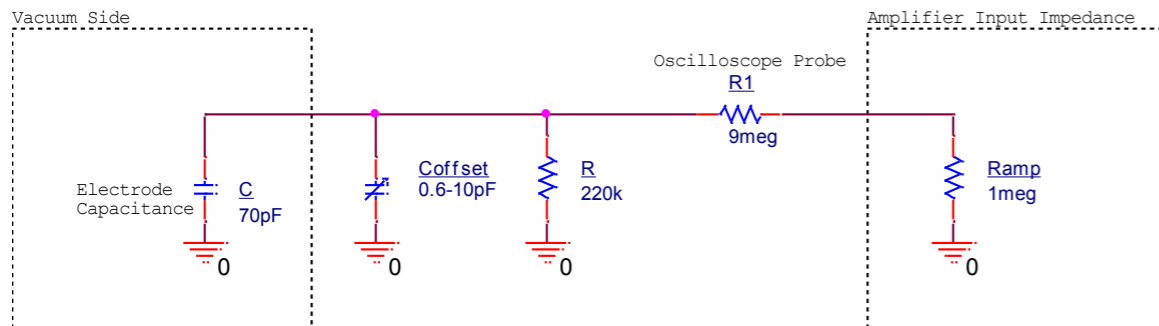 Vacuum Side
Amplifier Input Impedance
Oscilloscope Probe
R1
9meg
Electrode
Capacitance
C
70pF
Coffset
0.6-10pF
R
220k
Ramp
1meg
0
0
0
0